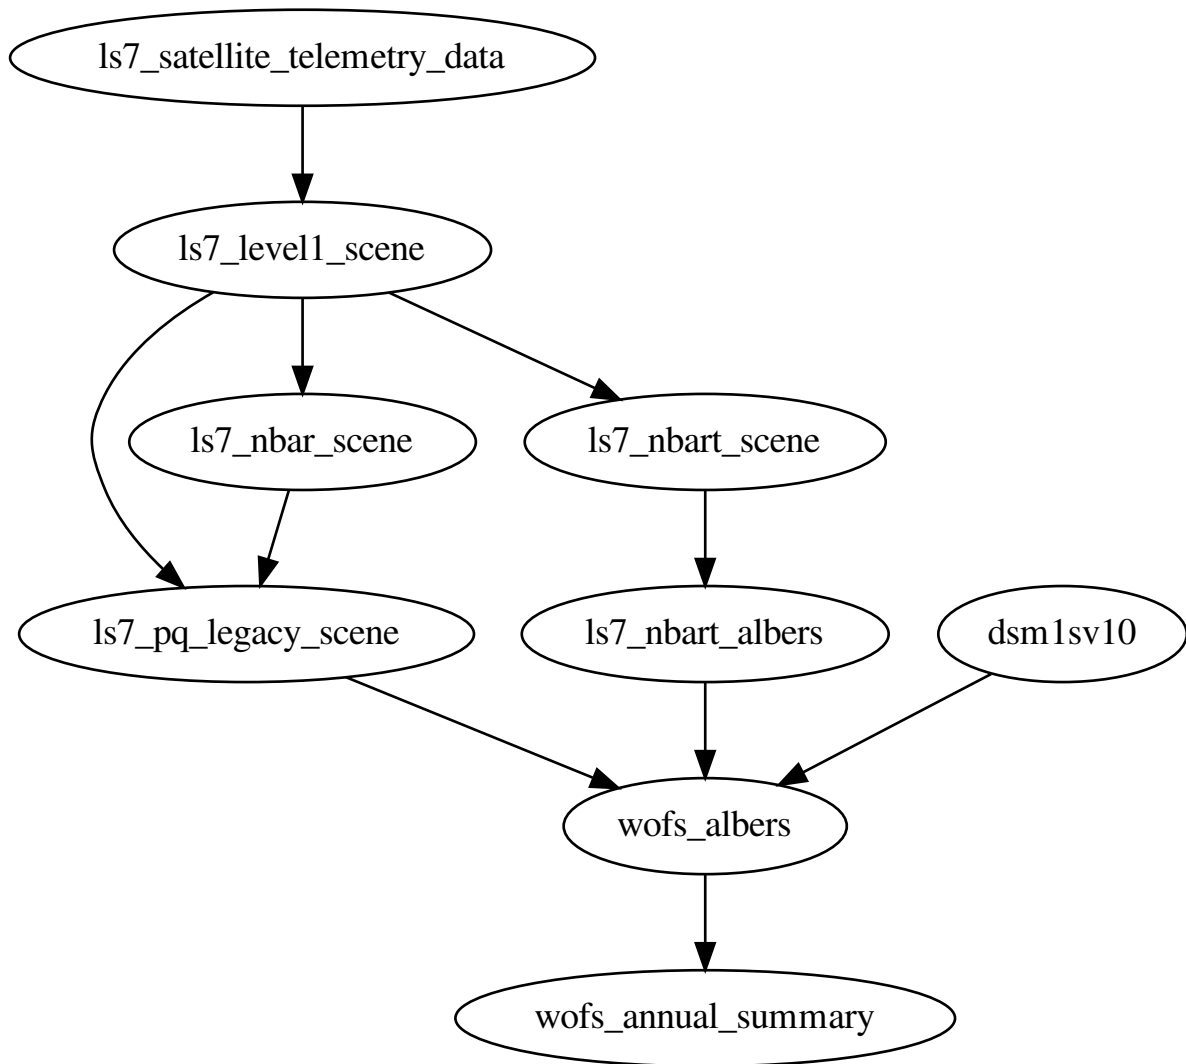 ls7_satellite_telemetry_data
ls7_level1_scene
ls7_nbar_scene
ls7_nbart_scene
ls7_pq_legacy_scene
ls7_nbart_albers
dsm1sv10
wofs_albers
wofs_annual_summary